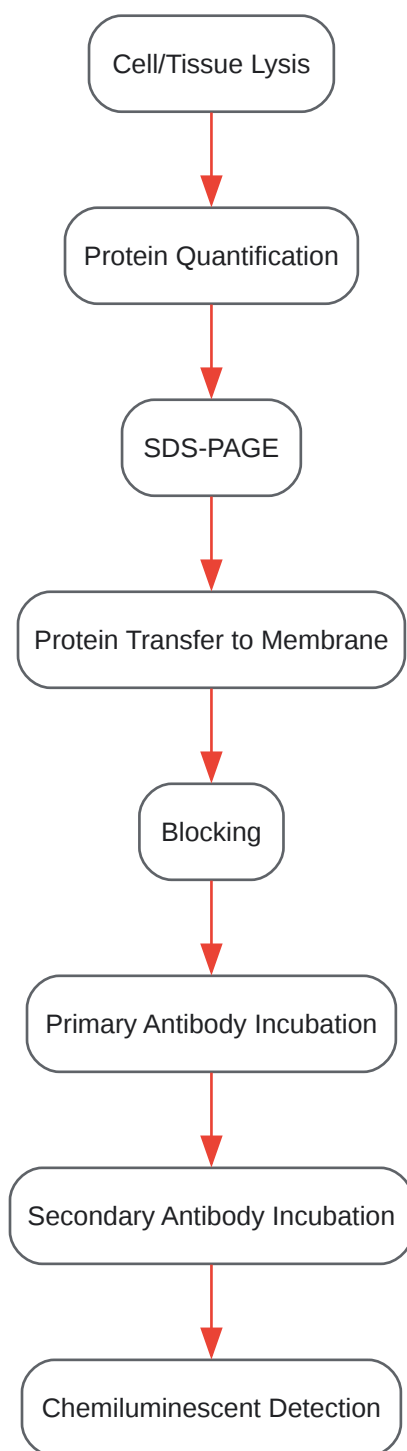 Cell/Tissue Lysis
Protein Quantification
SDS-PAGE
Protein Transfer to Membrane
Blocking
Primary Antibody Incubation
Secondary Antibody Incubation
Chemiluminescent Detection